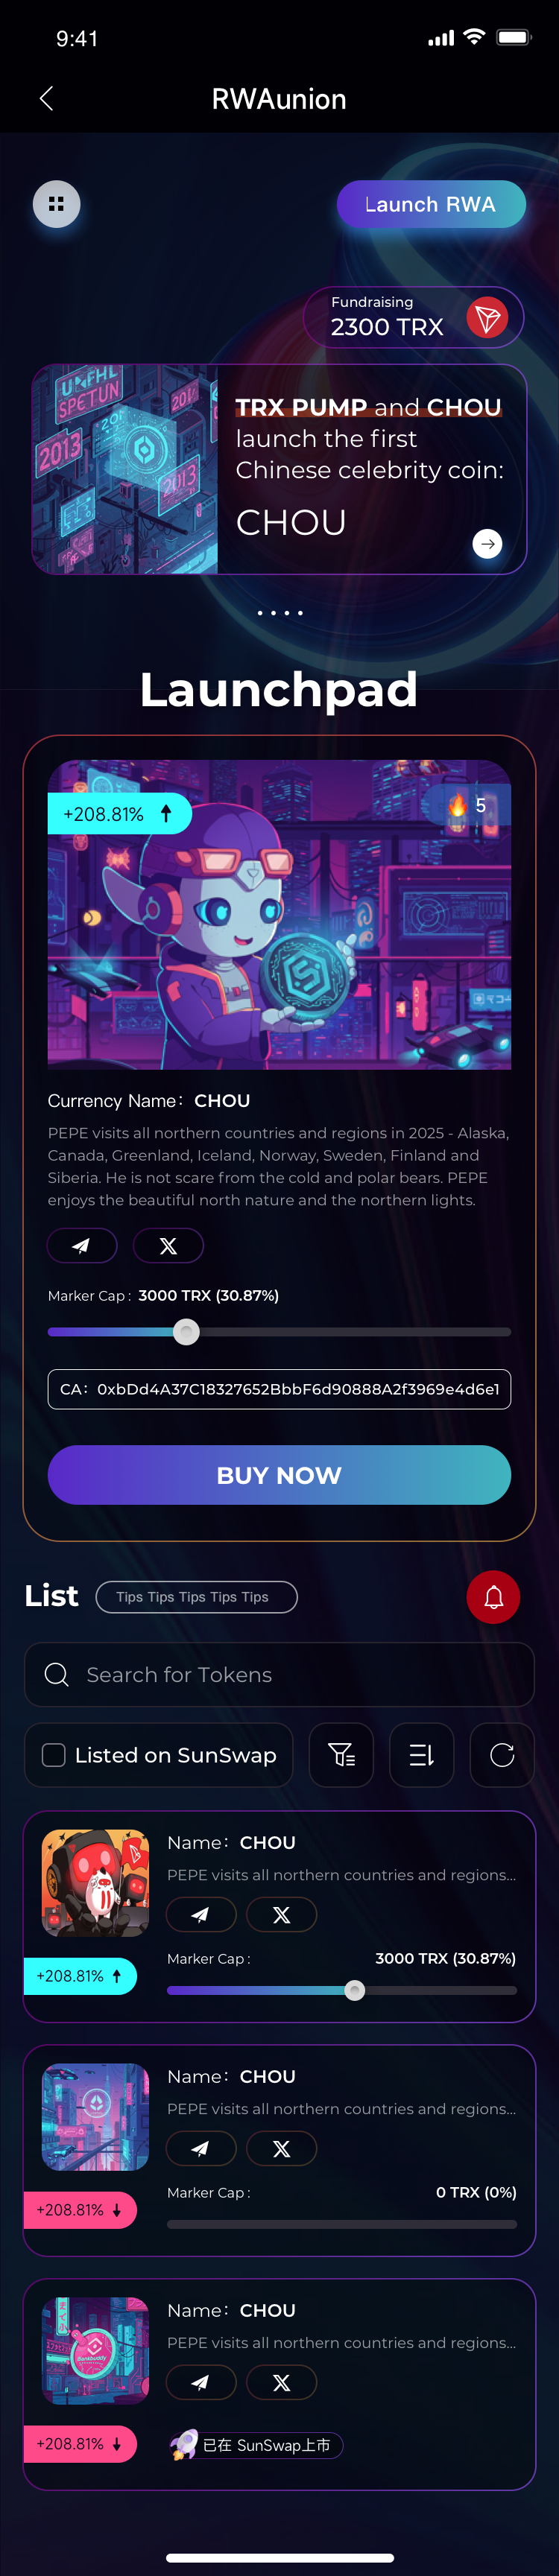 9:41
RWAunion
Launch RWA
Fundraising
2300 TRX
TRX PUMP and CHOU
launch the first
Chinese celebrity coin:
CHOU
SPETUN
2013
2013
Launchpad
+208.81%
5
Currency Name： CHOU
PEPE visits all northern countries and regions in 2025 - Alaska,
Canada, Greenland, Iceland, Norway, Sweden, Finland and
Siberia. He is not scare from the cold and polar bears. PEPE
enjoys the beautiful north nature and the northern lights.
Marker Cap : 3000 TRX (30.87%)
CA： 0xbDd4A37C18327652BbbF6d90888A2f3969e4d6e1
BUY NOW
List
Tips Tips Tips Tips Tips
Search for Tokens
Listed on SunSwap
Name： CHOU
PEPE visits all northern countries and regions...
Marker Cap : 3000 TRX (30.87%)
+208.81%
Name： CHOU
PEPE visits all northern countries and regions...
Marker Cap : 0 TRX (0%)
+208.81%
Name： CHOU
PEPE visits all northern countries and regions...
+208.81%
已在 SunSwap上市